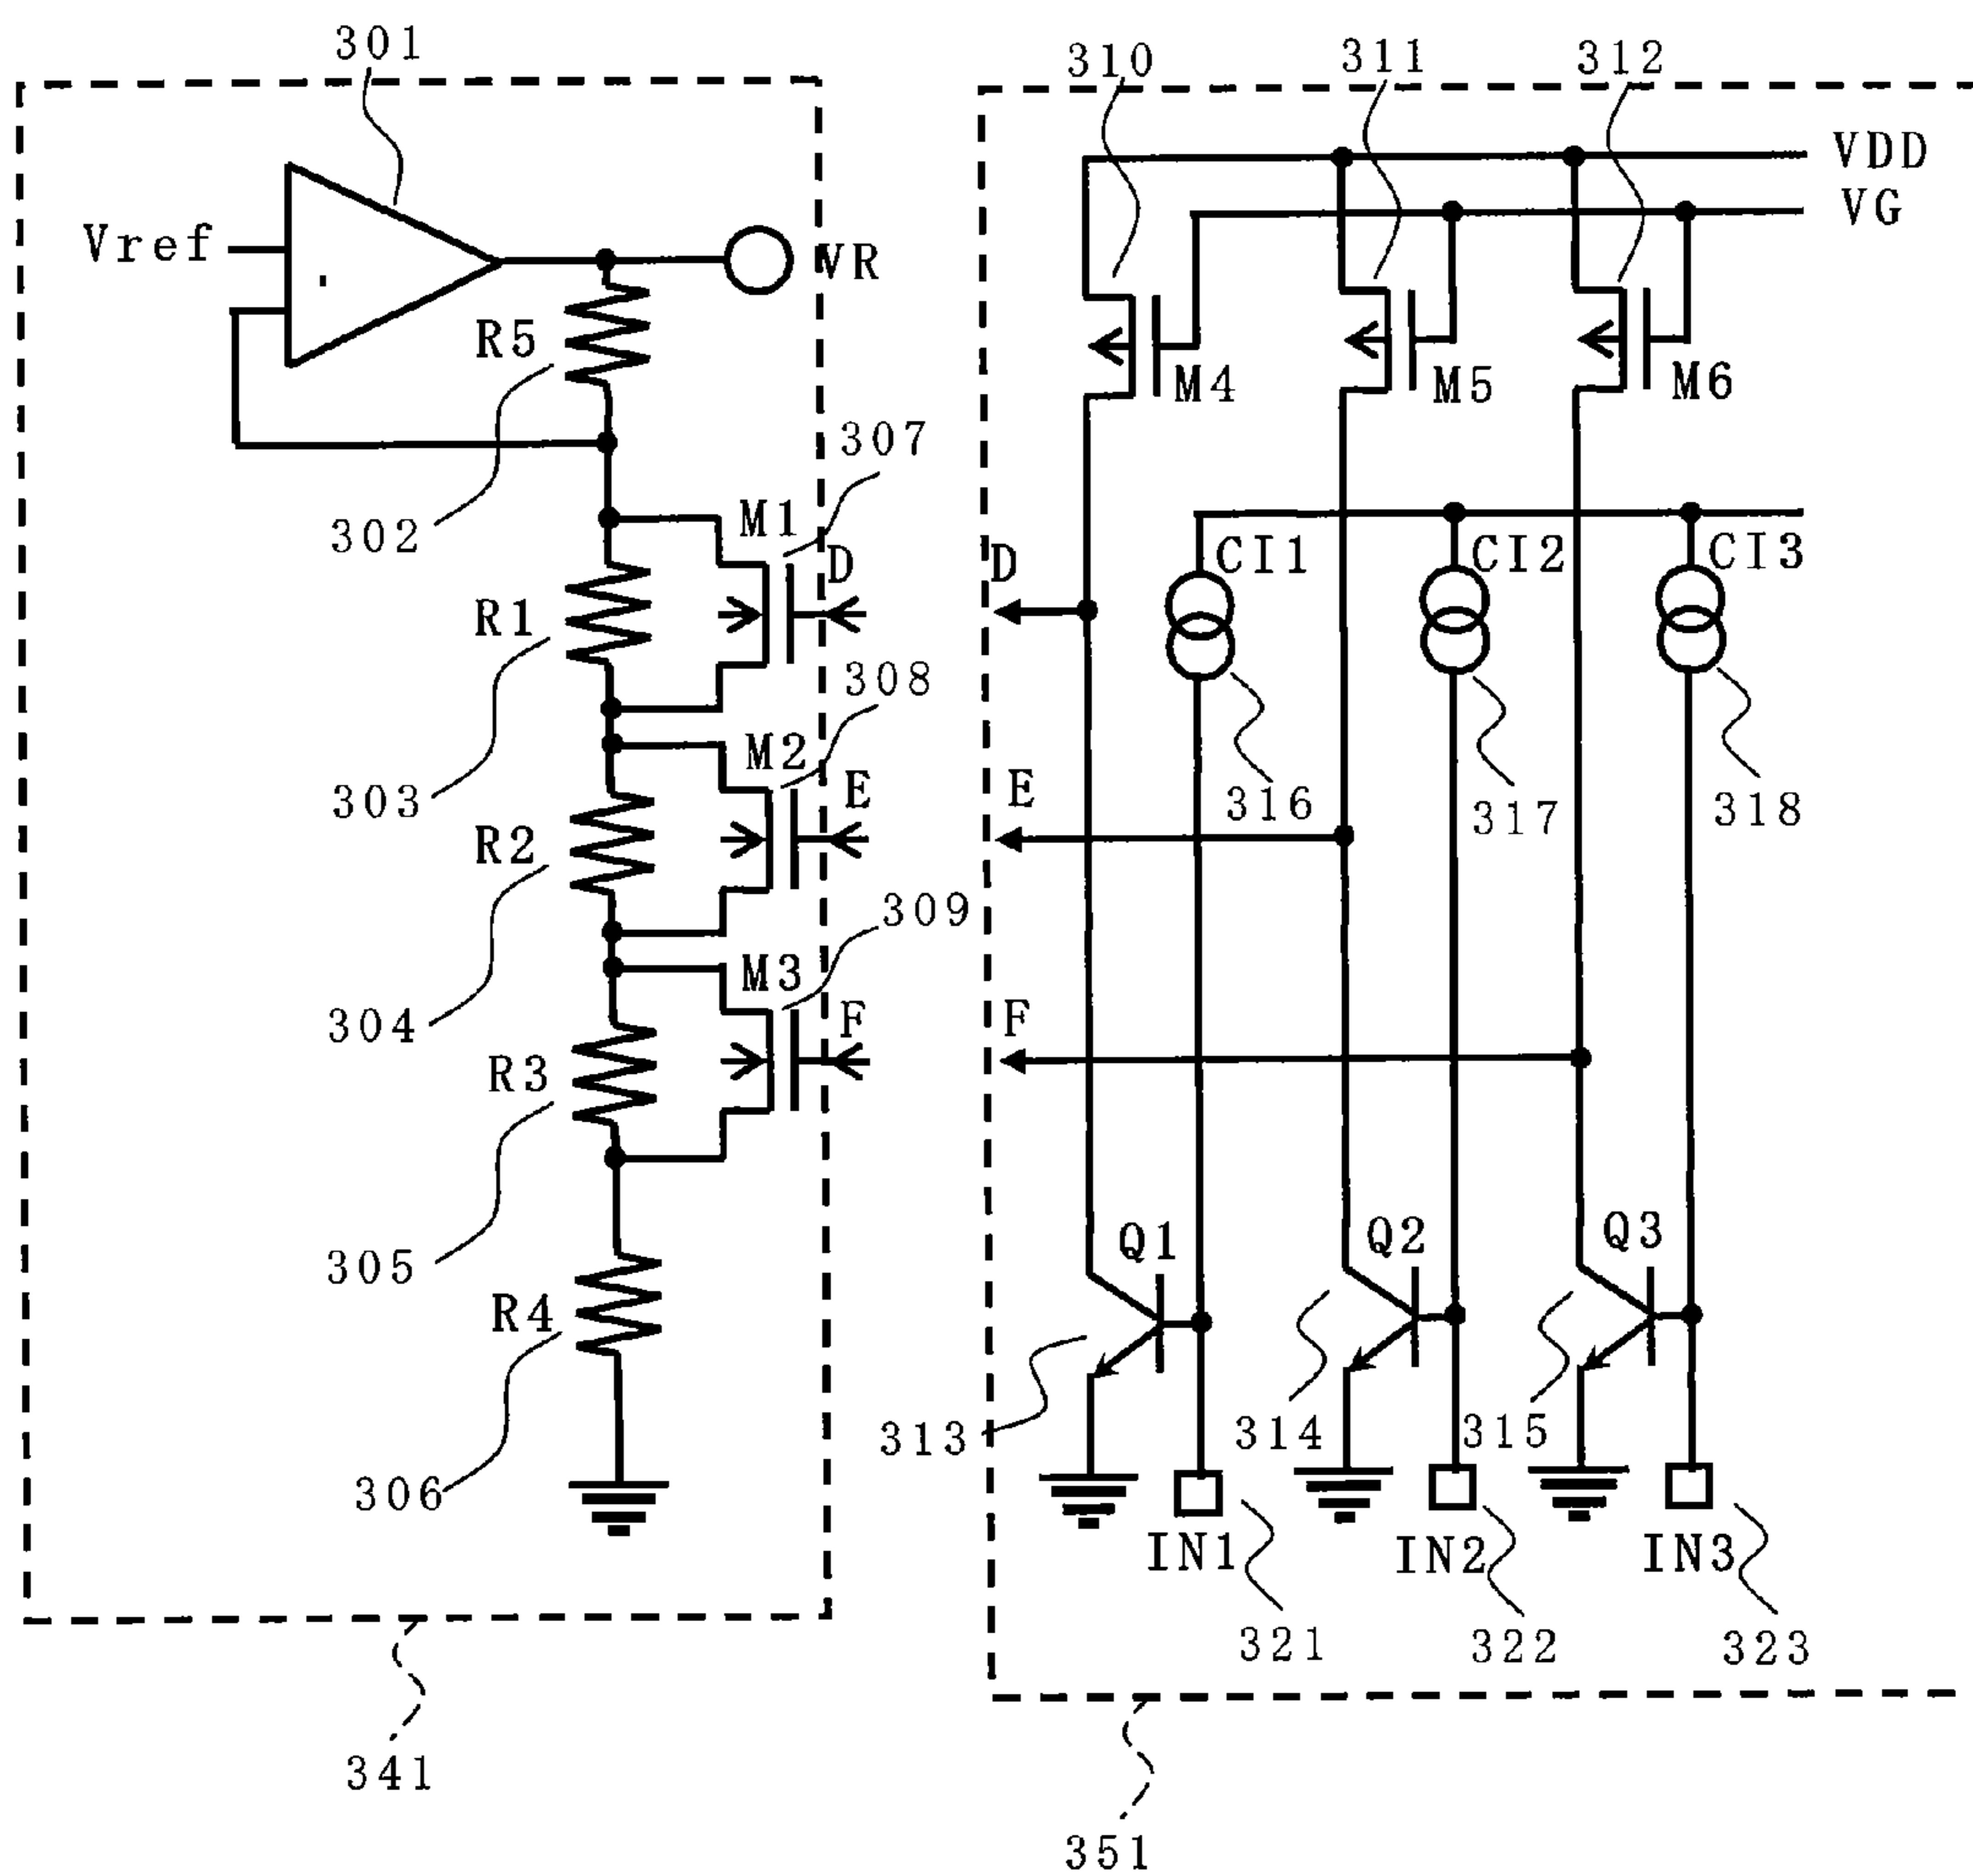 301
310
311
312
VDD
VG
Vref
VR
R5
M4
M5
M6
302
307
M1
D
D
CI1
CI2
CI3
R1
308
303
M2
E
E
316
317
318
R2
309
304
M3
F
F
R3
305
Q1
Q2
Q3
R4
306
313
314
315
IN1
IN2
IN3
321
322
323
341
351